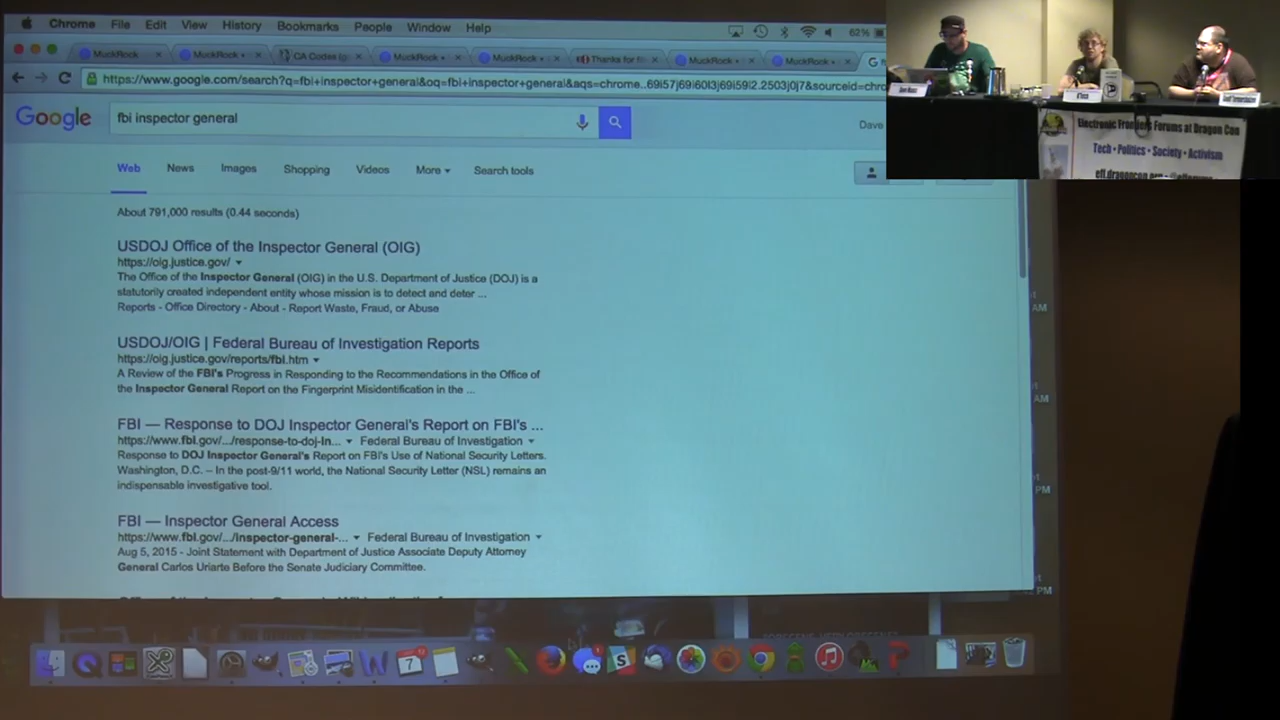 Chrome File Edit View History Bookmarks People Window Help
62%
MuckRock MuckRock CA Codes MuckRock MuckRock Thanks for MuckRock MuckRock
https://www.google.com/search?q=fbi+inspector+general&oq=fbi+inspector+general&aqs=chrome..69i57j69i60l3j69i59l2.2503j0j7&sourceid=chro
Google fbi inspector general Dave
Web News Images Shopping Videos More Search tools
About 791,000 results (0.44 seconds)
USDOJ Office of the Inspector General (OIG)
https://oig.justice.gov/
The Office of the Inspector General (OIG) in the U.S. Department of Justice (DOJ) is a
statutorily created independent entity whose mission is to detect and deter ...
Reports - Office Directory - About - Report Waste, Fraud, or Abuse
USDOJ/OIG | Federal Bureau of Investigation Reports
https://oig.justice.gov/reports/fbi.htm
A Review of the FBI's Progress in Responding to the Recommendations in the Office of
the Inspector General Report on the Fingerprint Misidentification in the ...
FBI — Response to DOJ Inspector General's Report on FBI's ...
https://www.fbi.gov/.../response-to-doj-in... Federal Bureau of Investigation
Response to DOJ Inspector General's Report on FBI's Use of National Security Letters.
Washington, D.C. – In the post-9/11 world, the National Security Letter (NSL) remains an
indispensable investigative tool.
FBI — Inspector General Access
https://www.fbi.gov/.../inspector-general-... Federal Bureau of Investigation
Aug 5, 2015 - Joint Statement with Department of Justice Associate Deputy Attorney
General Carlos Uriarte Before the Senate Judiciary Committee.
AM
AM
PM
PM
7
Electronic Frontiers Forums at Dragon Con
Tech • Politics • Society • Activism